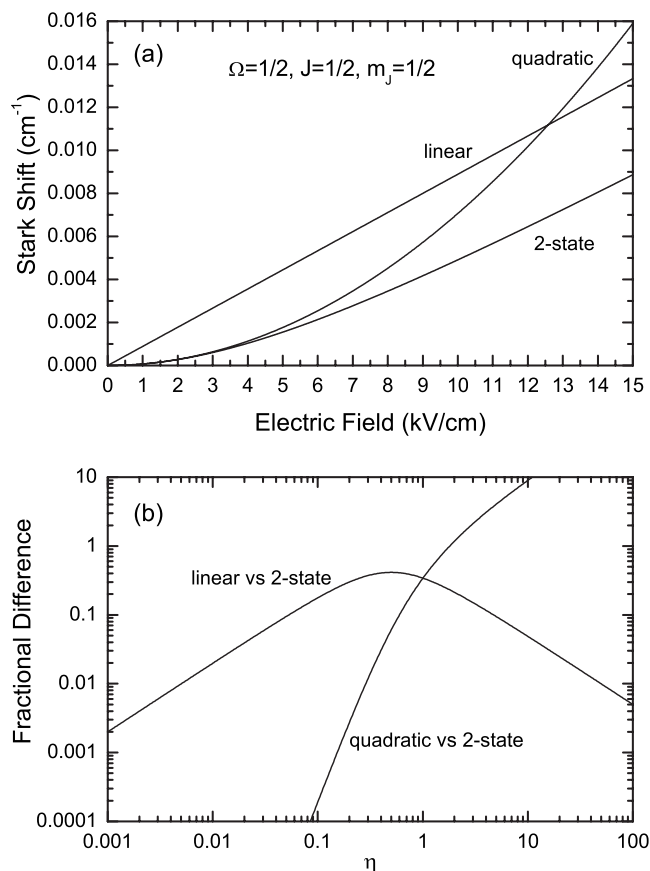 (a)
Ω=1/2, J=1/2, mJ=1/2
quadratic
linear
2-state
Stark Shift (cm-1)
0.016
0.014
0.012
0.010
0.008
0.006
0.004
0.002
0.000
0 1 2 3 4 5 6 7 8 9 10 11 12 13 14 15
Electric Field (kV/cm)
(b)
linear vs 2-state
quadratic vs 2-state
Fractional Difference
10
1
0.1
0.01
0.001
0.0001
0.001 0.01 0.1 1 10 100
η